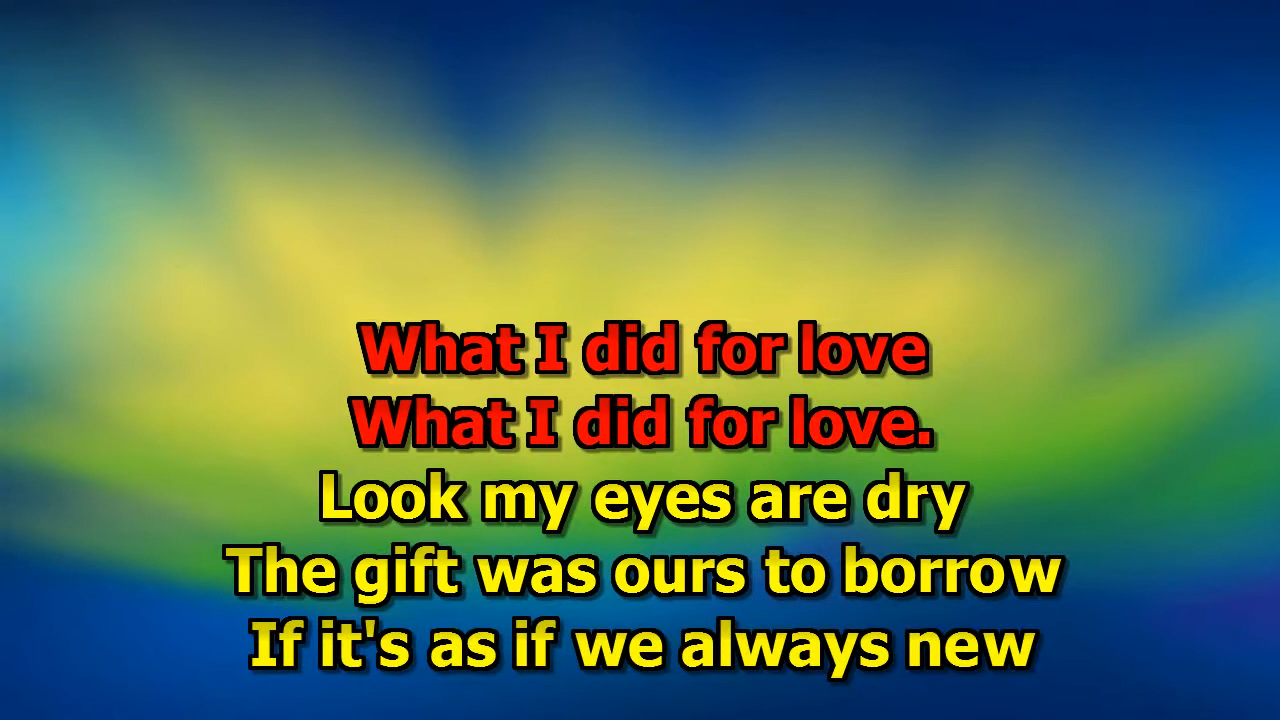 What I did for love
What I did for love.
Look my eyes are dry
The gift was ours to borrow
If it's as if we always new